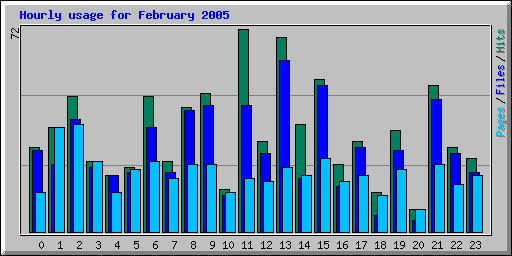 Hourly usage for February 2005
72
Pages / Files / Hits
0 1 2 3 4 5 6 7 8 9 10 11 12 13 14 15 16 17 18 19 20 21 22 23